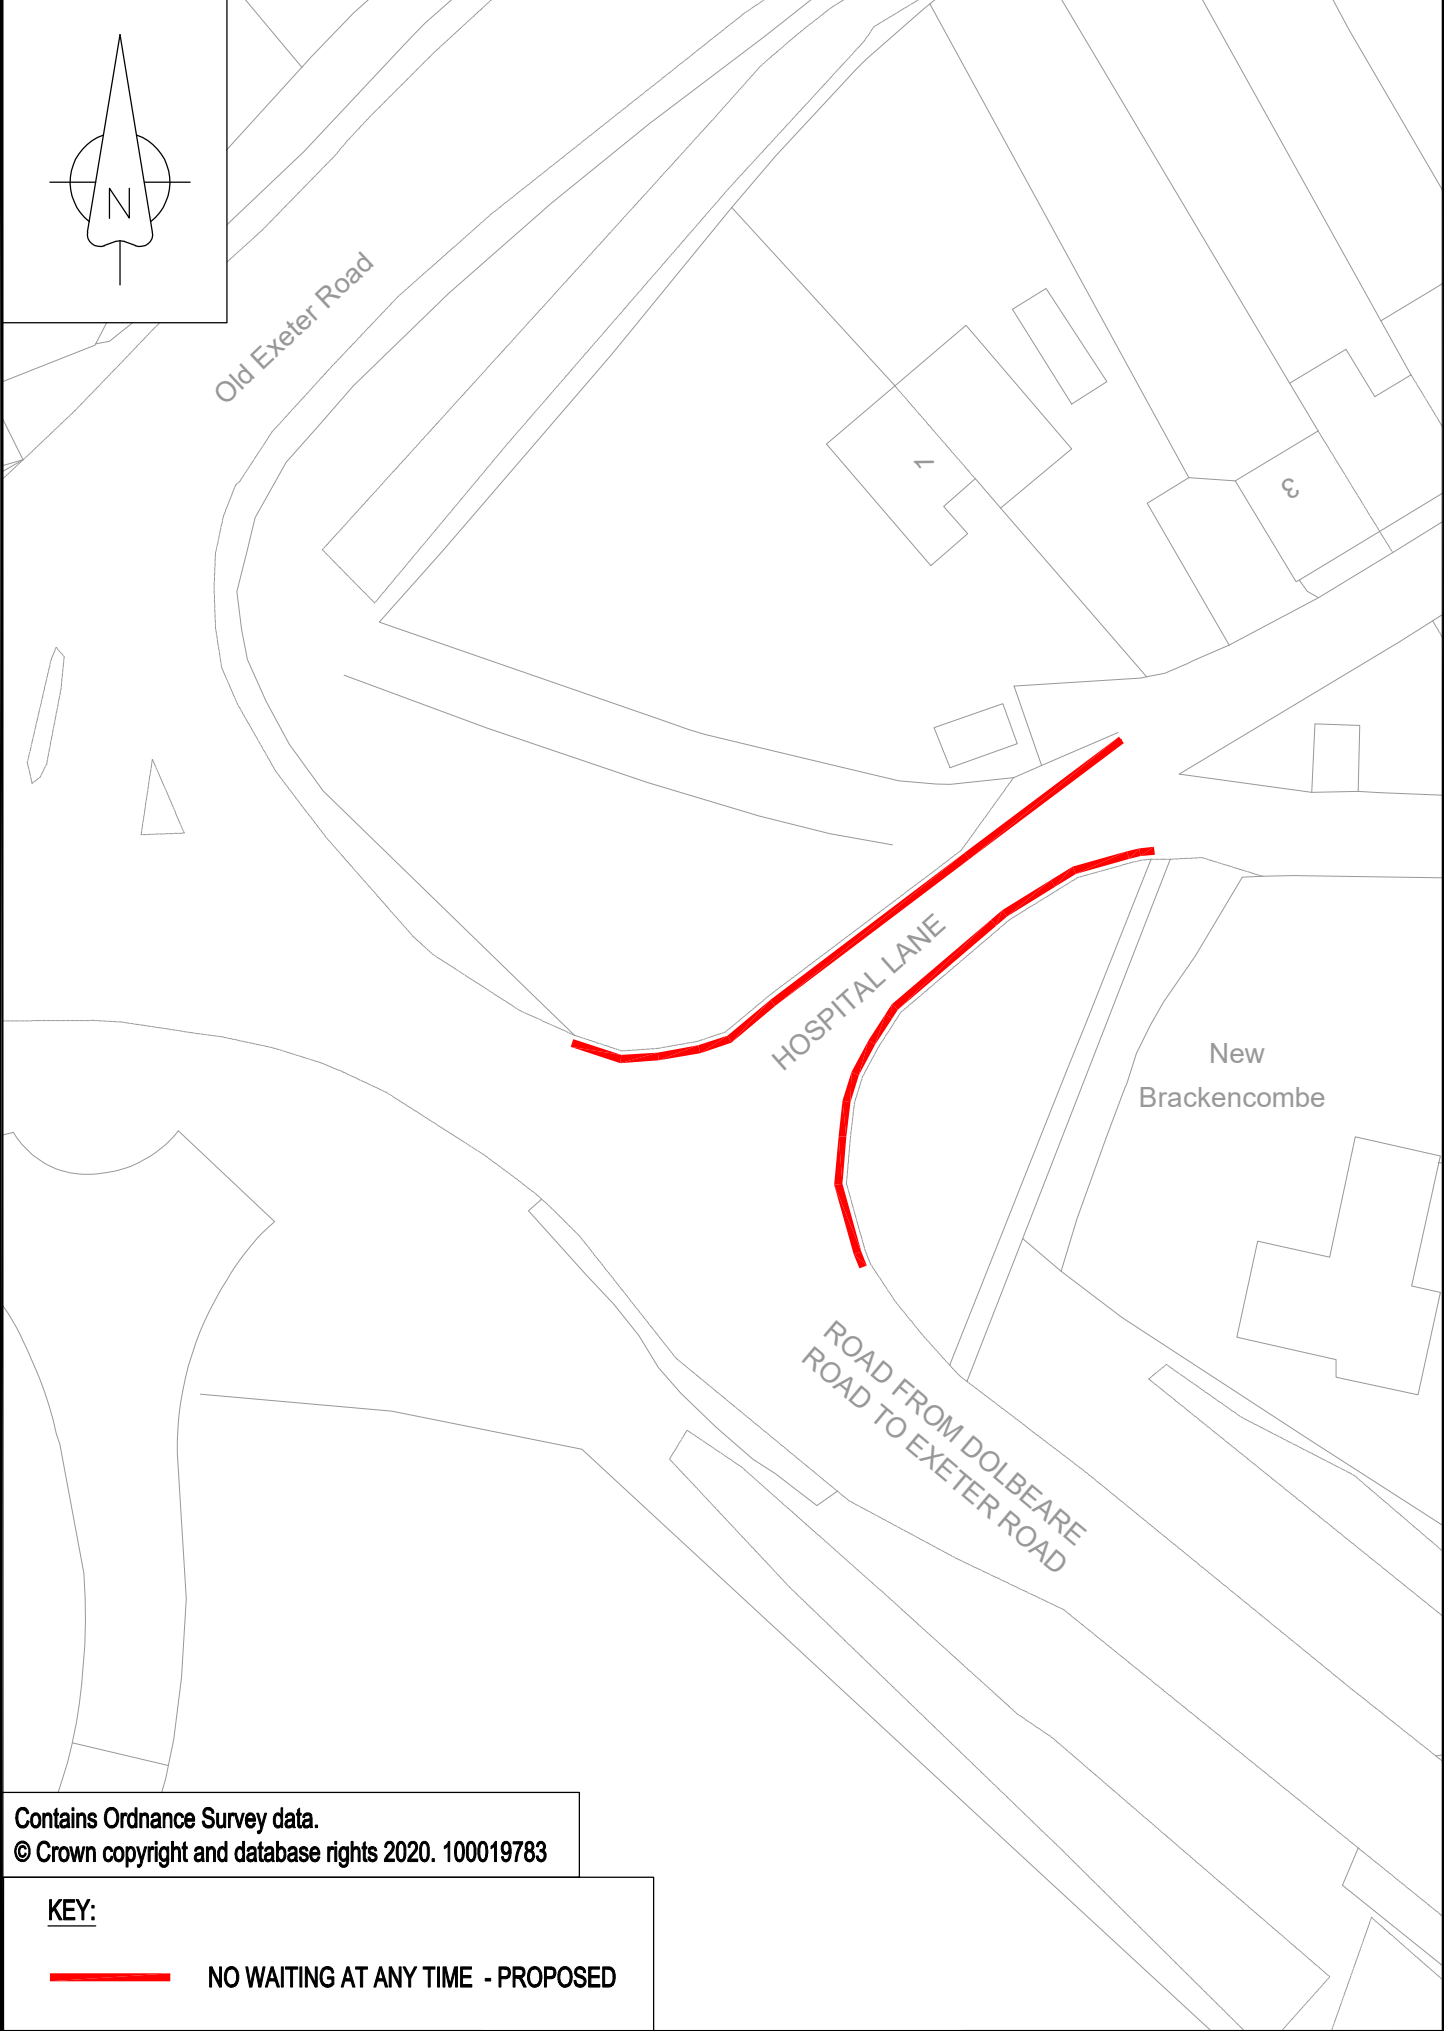 N
Old Exeter Road
7
3
HOSPITAL LANE
New
Brackencombe
ROAD FROM DOLBEARE
ROAD TO EXETER ROAD
Contains Ordnance Survey data.
© Crown copyright and database rights 2020. 100019783
KEY:
NO WAITING AT ANY TIME - PROPOSED